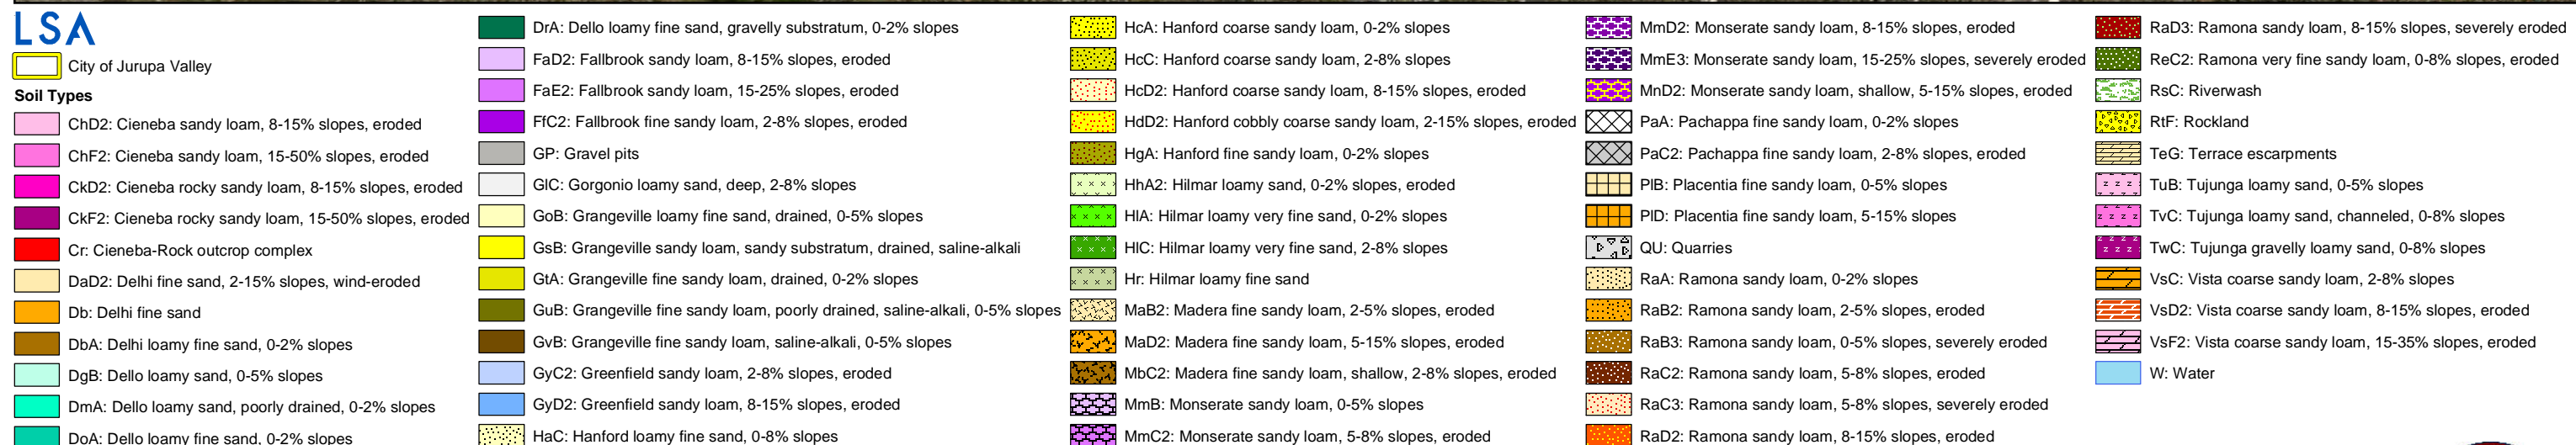 LSA
City of Jurupa Valley
Soil Types
ChD2: Cieneba sandy loam, 8-15% slopes, eroded
ChF2: Cieneba sandy loam, 15-50% slopes, eroded
CkD2: Cieneba rocky sandy loam, 8-15% slopes, eroded
CkF2: Cieneba rocky sandy loam, 15-50% slopes, eroded
Cr: Cieneba-Rock outcrop complex
DaD2: Delhi fine sand, 2-15% slopes, wind-eroded
Db: Delhi fine sand
DbA: Delhi loamy fine sand, 0-2% slopes
DgB: Dello loamy sand, 0-5% slopes
DmA: Dello loamy sand, poorly drained, 0-2% slopes
DoA: Dello loamy fine sand, 0-2% slopes
DrA: Dello loamy fine sand, gravelly substratum, 0-2% slopes
FaD2: Fallbrook sandy loam, 8-15% slopes, eroded
FaE2: Fallbrook sandy loam, 15-25% slopes, eroded
FfC2: Fallbrook fine sandy loam, 2-8% slopes, eroded
GP: Gravel pits
GlC: Gorgonio loamy sand, deep, 2-8% slopes
GoB: Grangeville loamy fine sand, drained, 0-5% slopes
GsB: Grangeville sandy loam, sandy substratum, drained, saline-alkali
GtA: Grangeville fine sandy loam, drained, 0-2% slopes
GuB: Grangeville fine sandy loam, poorly drained, saline-alkali, 0-5% slopes
GvB: Grangeville fine sandy loam, saline-alkali, 0-5% slopes
GyC2: Greenfield sandy loam, 2-8% slopes, eroded
GyD2: Greenfield sandy loam, 8-15% slopes, eroded
HaC: Hanford loamy fine sand, 0-8% slopes
HcA: Hanford coarse sandy loam, 0-2% slopes
HcC: Hanford coarse sandy loam, 2-8% slopes
HcD2: Hanford coarse sandy loam, 8-15% slopes, eroded
HdD2: Hanford cobbly coarse sandy loam, 2-15% slopes, eroded
HgA: Hanford fine sandy loam, 0-2% slopes
HhA2: Hilmar loamy sand, 0-2% slopes, eroded
HlA: Hilmar loamy very fine sand, 0-2% slopes
HlC: Hilmar loamy very fine sand, 2-8% slopes
Hr: Hilmar loamy fine sand
MaB2: Madera fine sandy loam, 2-5% slopes, eroded
MaD2: Madera fine sandy loam, 5-15% slopes, eroded
MbC2: Madera fine sandy loam, shallow, 2-8% slopes, eroded
MmB: Monserate sandy loam, 0-5% slopes
MmC2: Monserate sandy loam, 5-8% slopes, eroded
MmD2: Monserate sandy loam, 8-15% slopes, eroded
MmE3: Monserate sandy loam, 15-25% slopes, severely eroded
MnD2: Monserate sandy loam, shallow, 5-15% slopes, eroded
PaA: Pachappa fine sandy loam, 0-2% slopes
PaC2: Pachappa fine sandy loam, 2-8% slopes, eroded
PlB: Placentia fine sandy loam, 0-5% slopes
PlD: Placentia fine sandy loam, 5-15% slopes
QU: Quarries
RaA: Ramona sandy loam, 0-2% slopes
RaB2: Ramona sandy loam, 2-5% slopes, eroded
RaB3: Ramona sandy loam, 0-5% slopes, severely eroded
RaC2: Ramona sandy loam, 5-8% slopes, eroded
RaC3: Ramona sandy loam, 5-8% slopes, severely eroded
RaD2: Ramona sandy loam, 8-15% slopes, eroded
RaD3: Ramona sandy loam, 8-15% slopes, severely eroded
ReC2: Ramona very fine sandy loam, 0-8% slopes, eroded
RsC: Riverwash
RtF: Rockland
TeG: Terrace escarpments
TuB: Tujunga loamy sand, 0-5% slopes
TvC: Tujunga loamy sand, channeled, 0-8% slopes
TwC: Tujunga gravelly loamy sand, 0-8% slopes
VsC: Vista coarse sandy loam, 2-8% slopes
VsD2: Vista coarse sandy loam, 8-15% slopes, eroded
VsF2: Vista coarse sandy loam, 15-35% slopes, eroded
W: Water